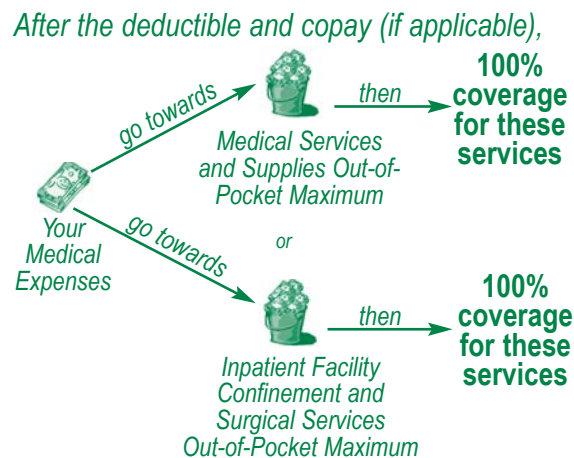 After the deductible and copay (if applicable),
go towards
then
100%
coverage
for these
services
Medical Services
and Supplies Out-of-
Pocket Maximum
Your
Medical
Expenses
or
go towards
then
100%
coverage
for these
services
Inpatient Facility
Confinement and
Surgical Services
Out-of-Pocket Maximum